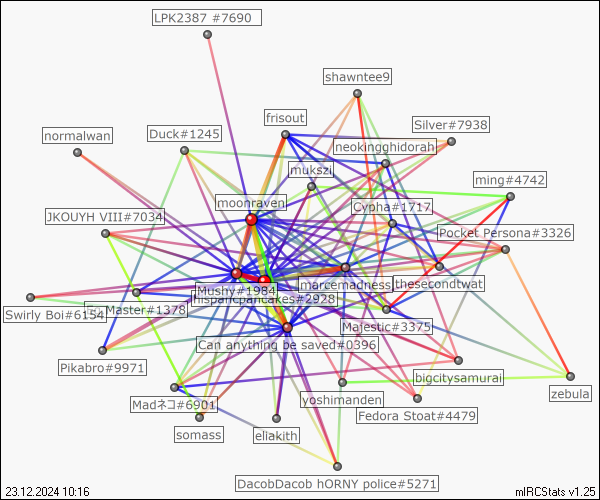 LPK2387 #7690
shawntee9
frisout
Silver#7938
normalwan
Duck#1245
neokingghidorah
mukszi
ming#4742
moonraven
Cypha#1717
JKOUYH VIII#7034
Pocket Persona#3326
thesecondtwat
marcemadness
Mushy#1984
hisparicpancakes#2928
Master#1378
Swirly Boi#6154
Majestic#3375
Can anything be saved#0396
Pikabro#9971
bigcitysamurai
zebula
yoshimanden
Madネコ#6901
Fedora Stoat#4479
somass
eliakith
DacobDacob hORNY police#5271
23.12.2024 10:16
mIRCStats v1.25